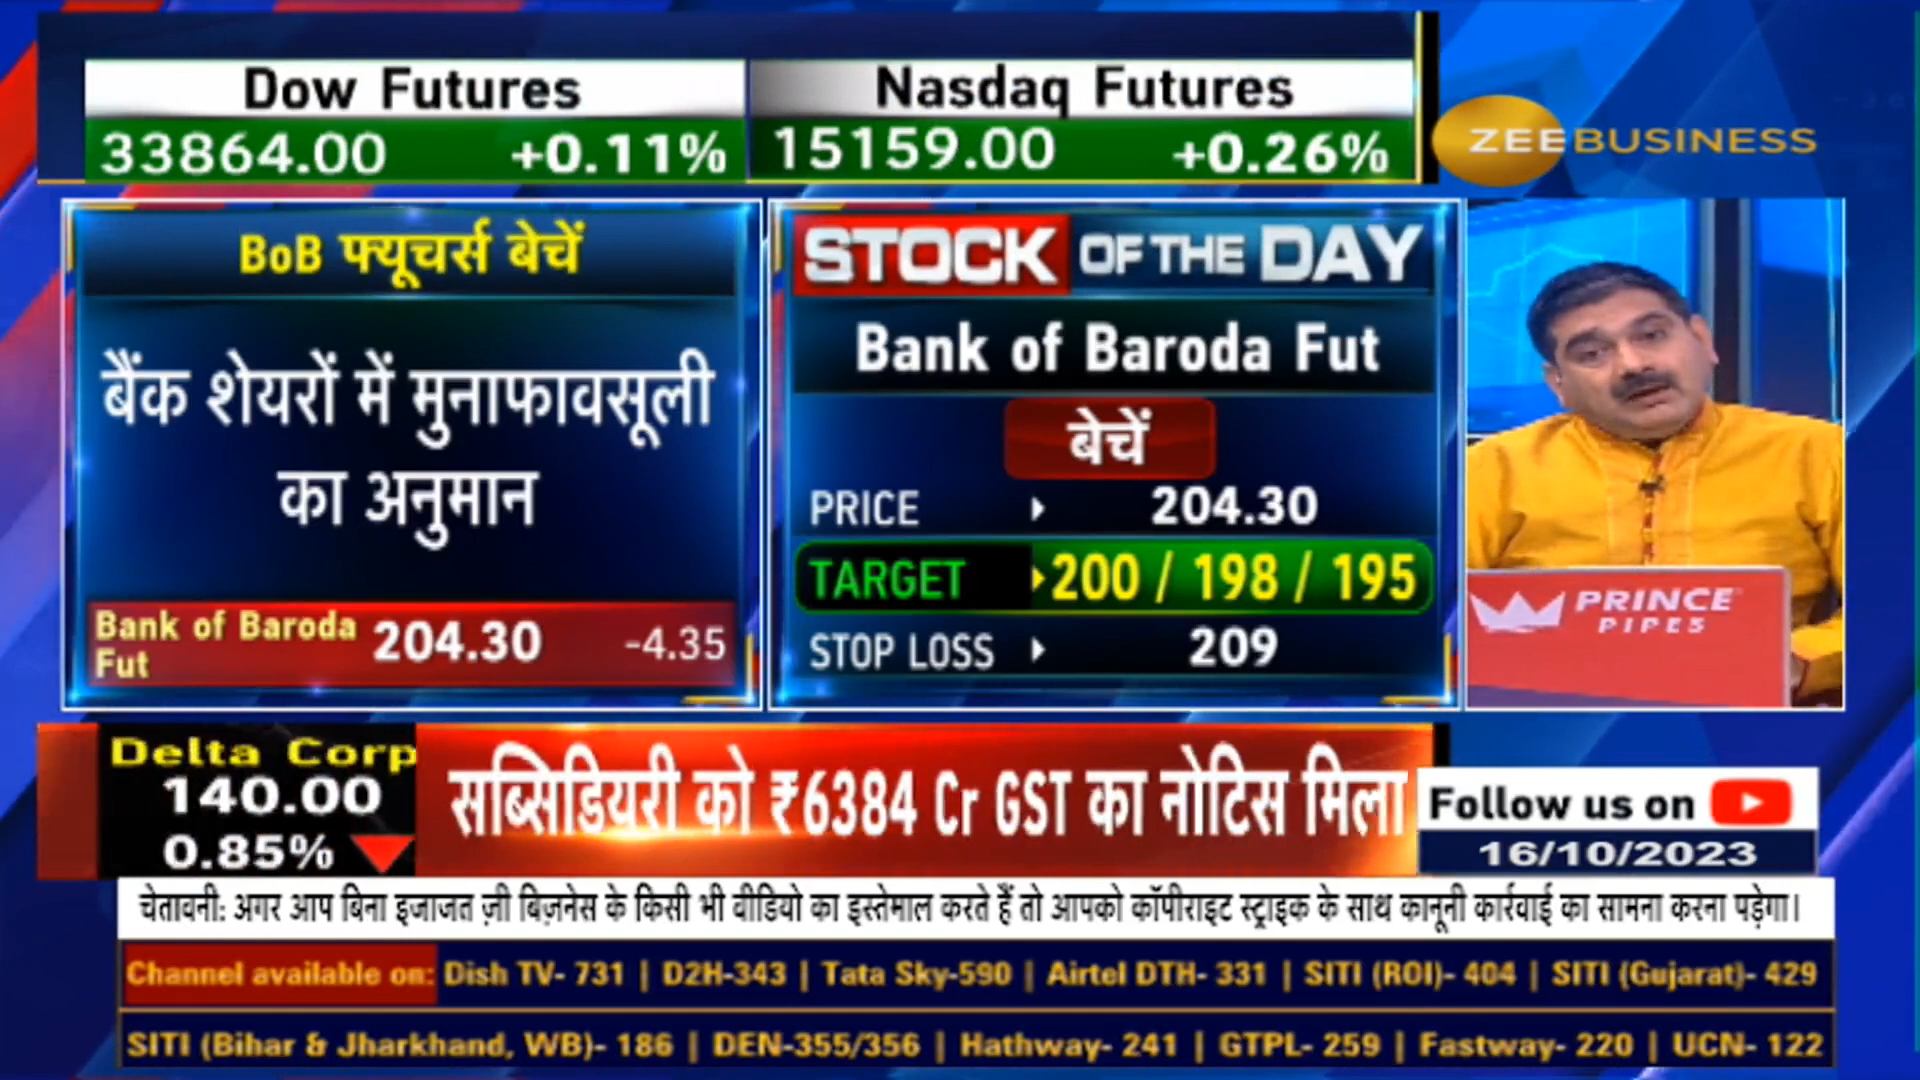 Dow Futures
33864.00 +0.11%
Nasdaq Futures
15159.00 +0.26%
ZEEBUSINESS
BoB फ्यूचर्स बेचें
बैंक शेयरों में मुनाफावसूली
का अनुमान
Bank of Baroda
Fut
204.30 -4.35
STOCK OF THE DAY
Bank of Baroda Fut
बेचें
PRICE 204.30
TARGET 200 / 198 / 195
STOP LOSS 209
PRINCE
PIPES
Delta Corp
140.00
0.85%
सब्सिडियरी को ₹6384 Cr GST का नोटिस मिला
Follow us on
16/10/2023
चेतावनी: अगर आप बिना इजाजत ज़ी बिज़नेस के किसी भी वीडियो का इस्तेमाल करते हैं तो आपको कॉपीराइट स्ट्राइक के साथ कानूनी कार्रवाई का सामना करना पड़ेगा।
Channel available on: Dish TV- 731 | D2H-343 | Tata Sky-590 | Airtel DTH- 331 | SITI (ROI)- 404 | SITI (Gujarat)- 429
SITI (Bihar & Jharkhand, WB)- 186 | DEN-355/356 | Hathway- 241 | GTPL- 259 | Fastway- 220 | UCN- 122